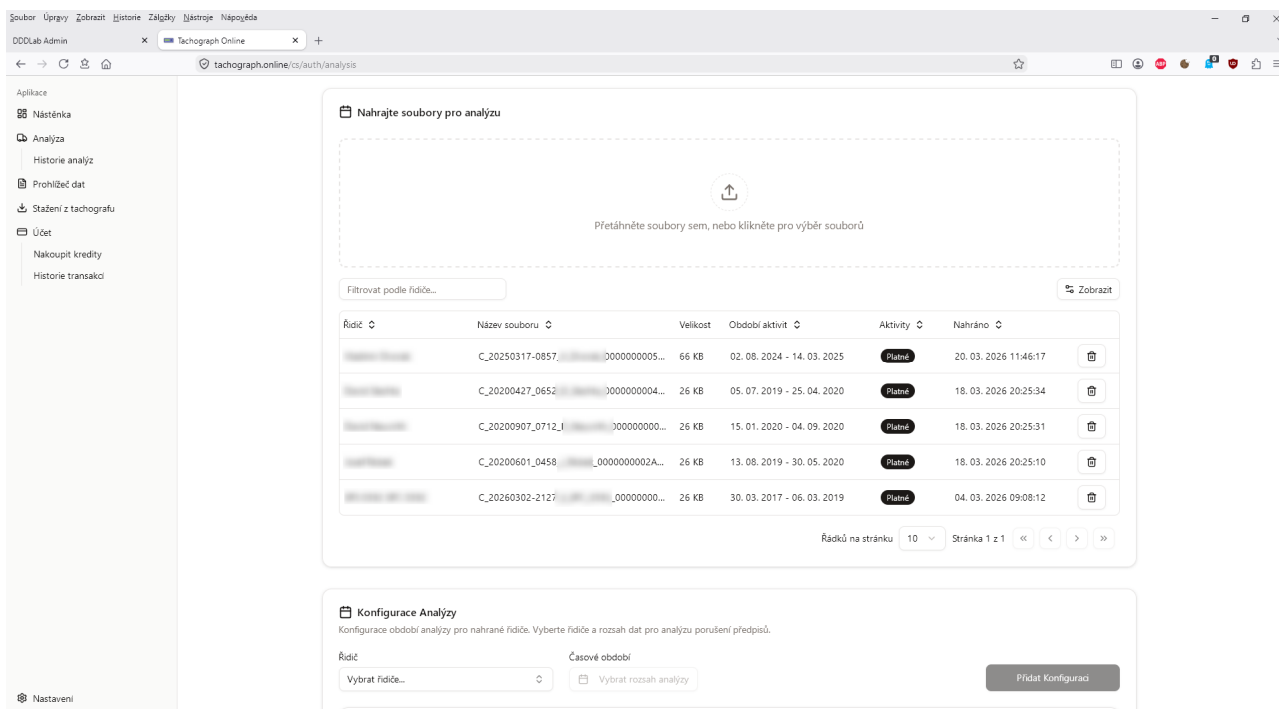 Soubor Úpravy Zobrazit Historie Záložky Nástroje Nápověda
DDDLab Admin Tachograph Online
tachograph.online/cs/auth/analysis
Aplikace
Nástěnka
Analýza
Historie analýz
Prohlížeč dat
Stažení z tachografu
Účet
Nakoupit kredity
Historie transakcí
Nastavení
Nahrajte soubory pro analýzu
Přetáhněte soubory sem, nebo klikněte pro výběr souborů
Filtrovat podle řidiče... Zobrazit
Řidič Název souboru Velikost Období aktivit Aktivity Nahráno
C_20250317-0857_ 0000000005... 66 KB 02. 08. 2024 - 14. 03. 2025 Platné 20. 03. 2026 11:46:17
C_20200427_0652 0000000004... 26 KB 05. 07. 2019 - 25. 04. 2020 Platné 18. 03. 2026 20:25:34
C_20200907_0712_ 000000000... 26 KB 15. 01. 2020 - 04. 09. 2020 Platné 18. 03. 2026 20:25:31
C_20200601_0458 _0000000002A... 26 KB 13. 08. 2019 - 30. 05. 2020 Platné 18. 03. 2026 20:25:10
C_20260302-2127 _00000000... 26 KB 30. 03. 2017 - 06. 03. 2019 Platné 04. 03. 2026 09:08:12
Řádků na stránku 10 Stránka 1 z 1
Konfigurace Analýzy
Konfigurace období analýzy pro nahrané řidiče. Vyberte řidiče a rozsah dat pro analýzu porušení předpisů.
Řidič Časové období
Vybrat řidiče... Vybrat rozsah analýzy Přidat Konfiguraci